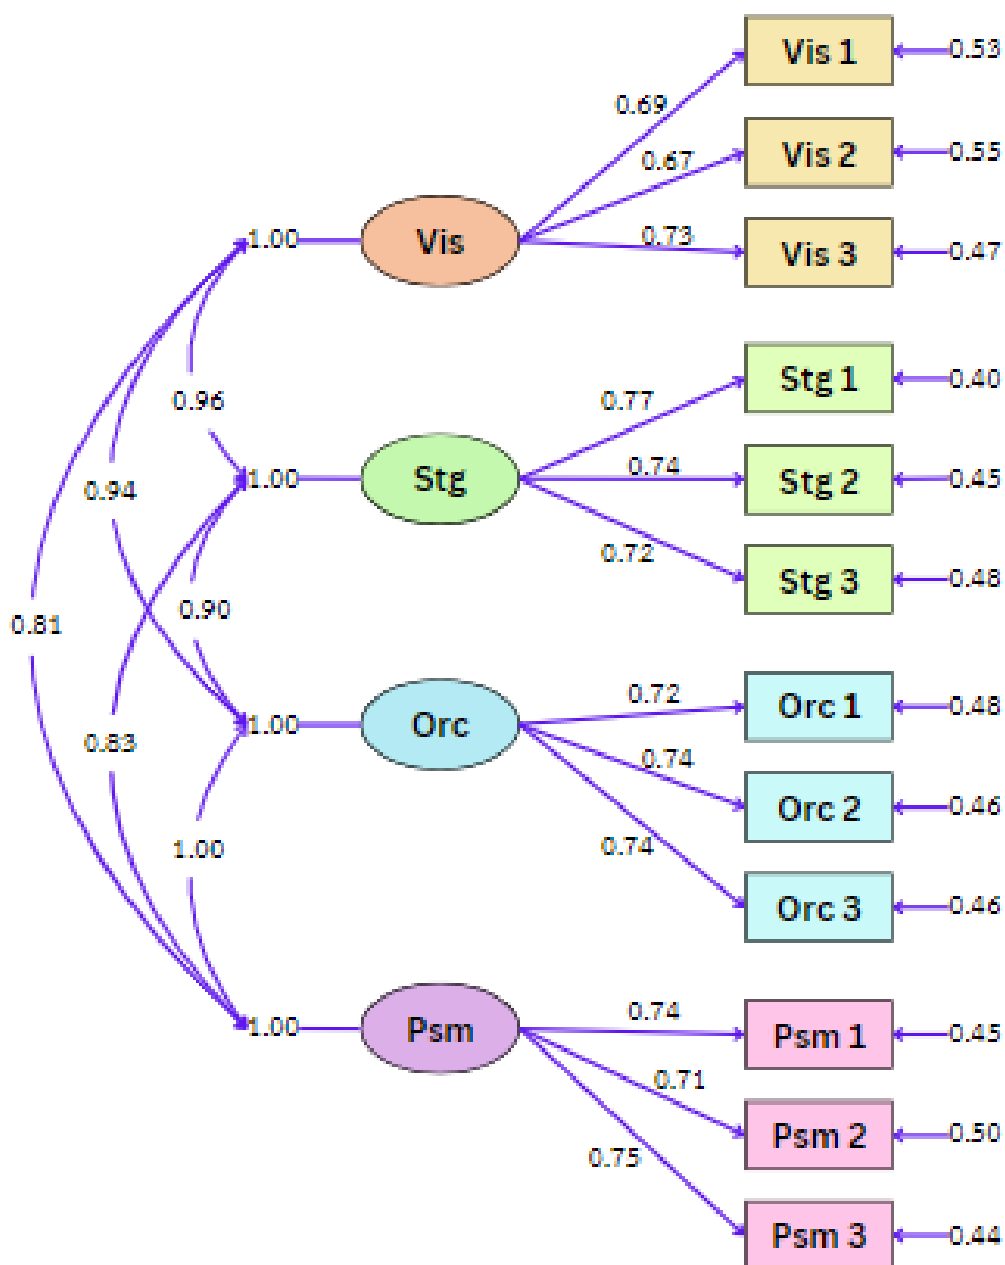 Vis 1
0.53
0.69
Vis 2
0.55
0.67
Vis 3
0.47
0.73
1.00
Vis
0.96
Stg 1
0.40
0.77
1.00
Stg
0.74
Stg 2
0.45
0.94
0.72
Stg 3
0.48
0.90
0.81
Orc 1
0.48
0.72
1.00
Orc
0.83
0.74
Orc 2
0.46
0.74
1.00
Orc 3
0.46
1.00
Psm
0.74
Psm 1
0.45
0.71
Psm 2
0.50
0.75
Psm 3
0.44